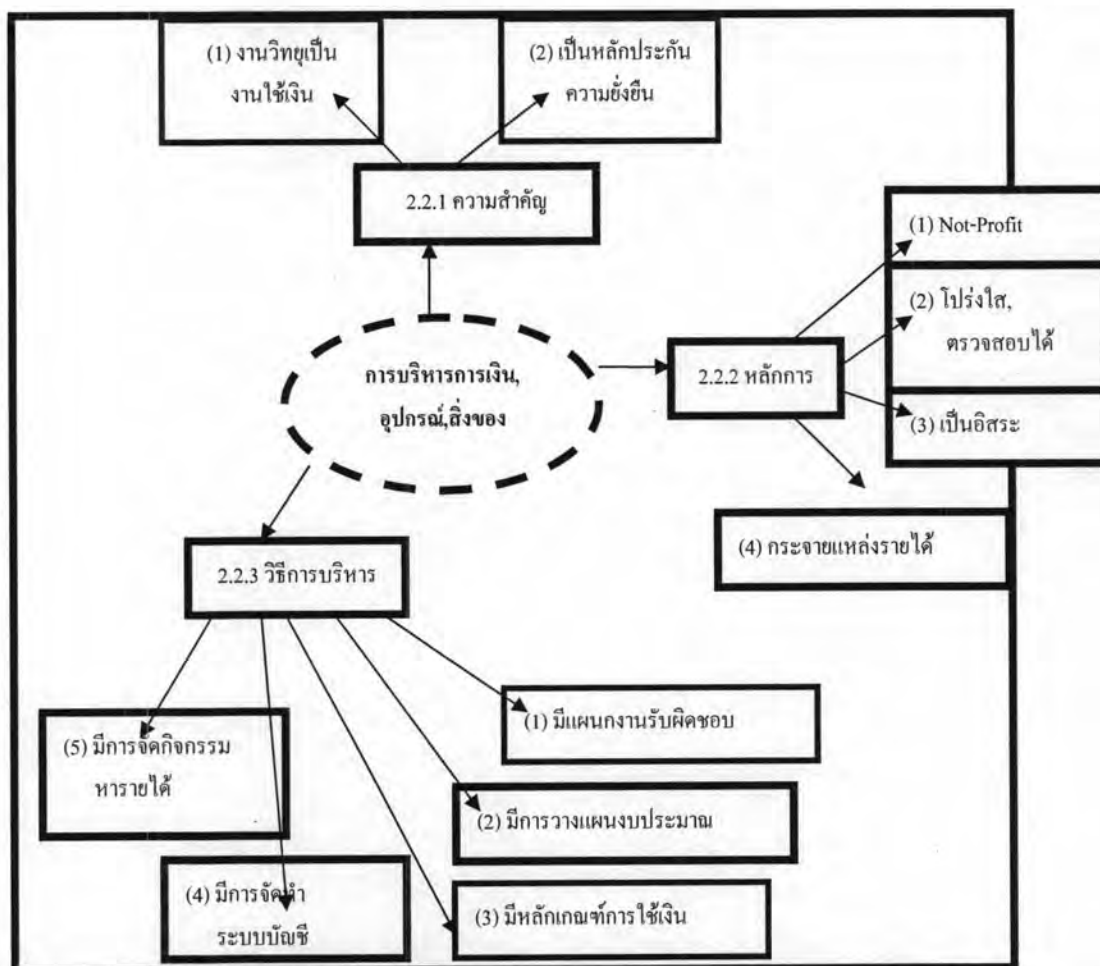 (1) งานวิทยุเป็น
งานใช้เงิน
(2) เป็นหลักประกัน
ความยั่งยืน
2.2.1 ความสำคัญ
(1) Not-Profit
(2) โปร่งใส,
ตรวจสอบได้
(3) เป็นอิสระ
2.2.2 หลักการ
การบริหารการเงิน,
อุปกรณ์,สิ่งของ
(4) กระจายแหล่งรายได้
2.2.3 วิธีการบริหาร
(1) มีแผนกงานรับผิดชอบ
(5) มีการจัดกิจกรรม
หารายได้
(2) มีการวางแผนงบประมาณ
(4) มีการจัดทำ
ระบบบัญชี
(3) มีหลักเกณฑ์การใช้เงิน